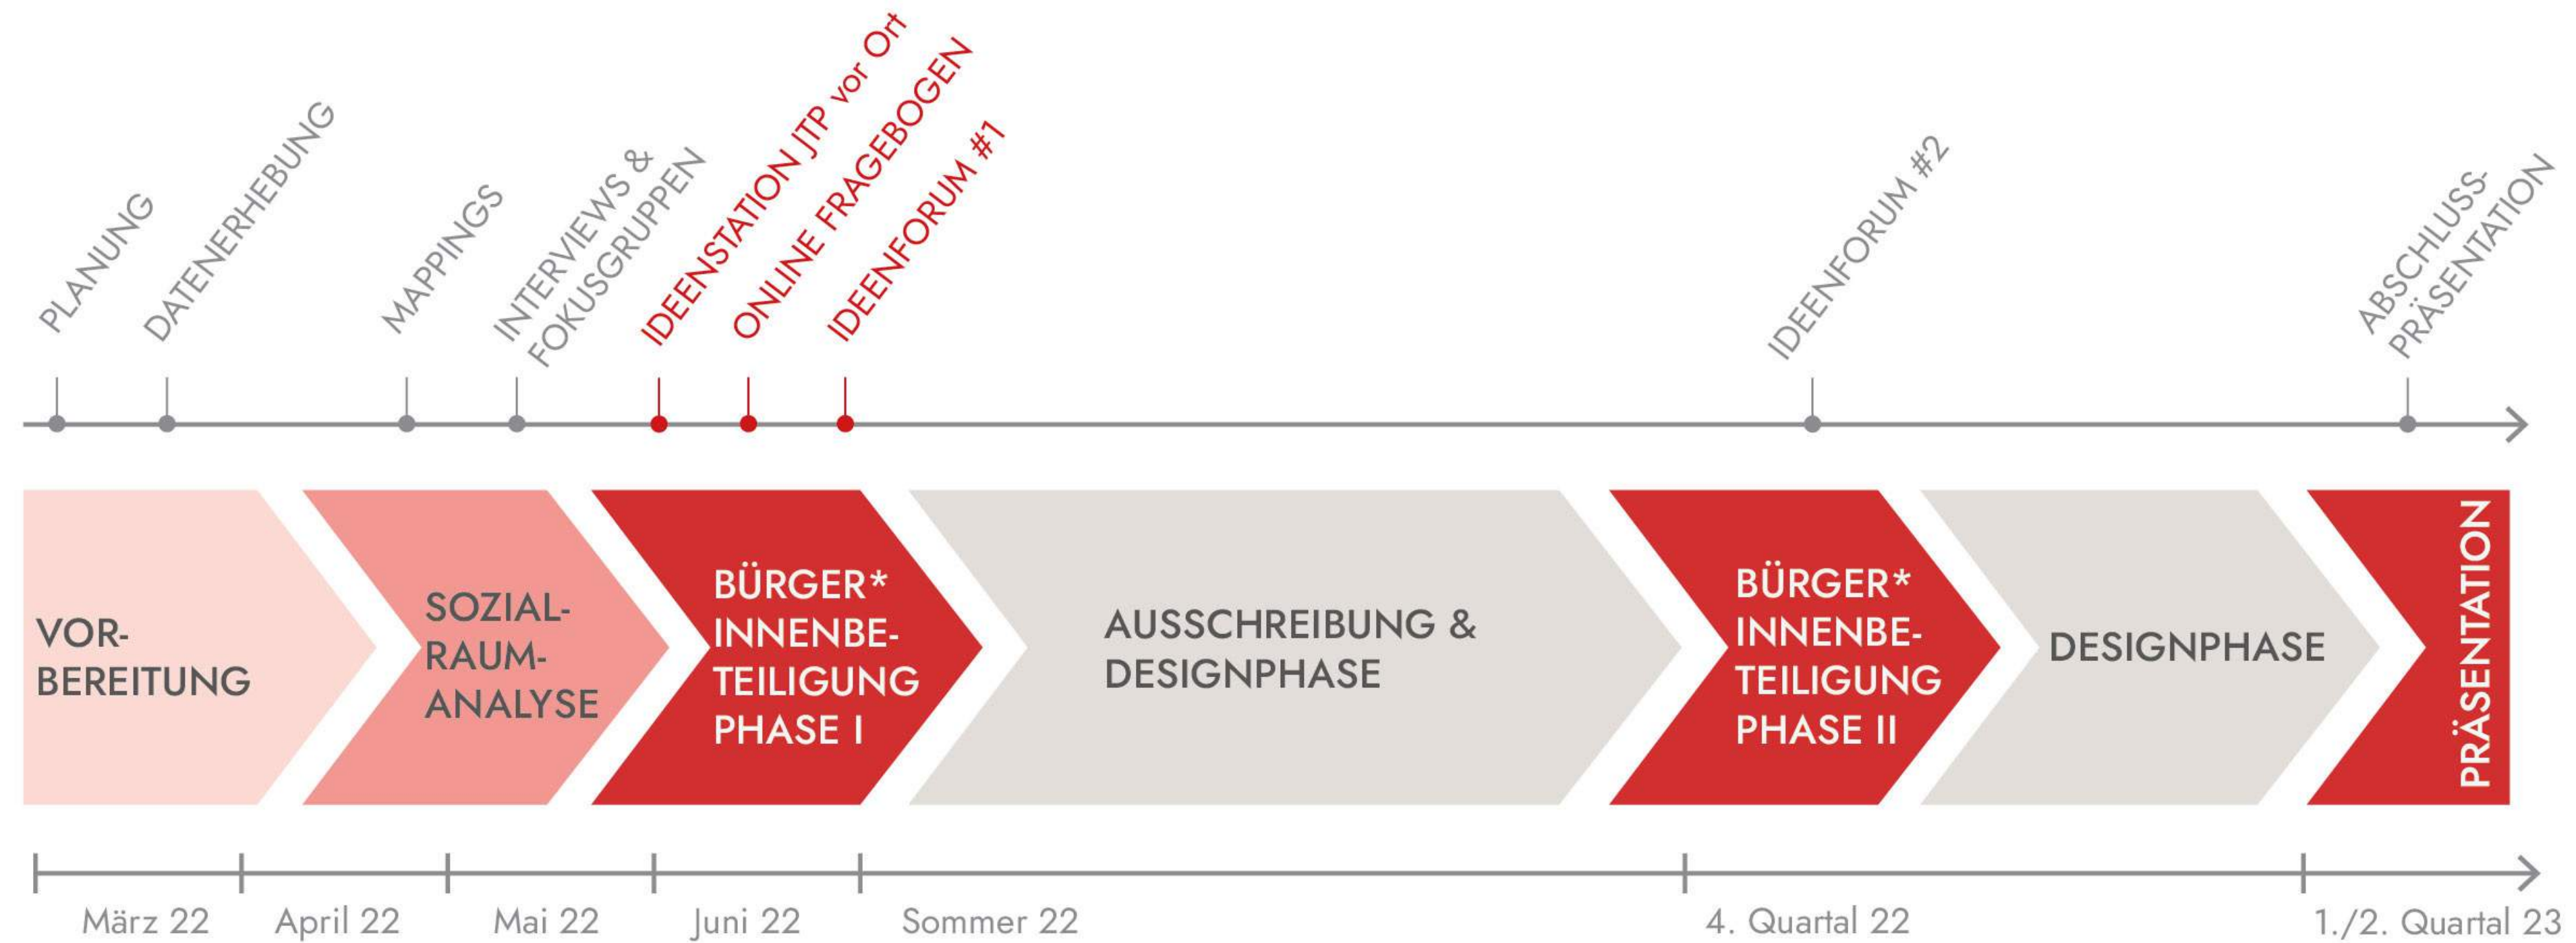 PLANUNG
DATENERHEBUNG
MAPPINGS
INTERVIEWS &
FOKUSGRUPPEN
IDEENSTATION JTP vor Ort
ONLINE FRAGEBOGEN
IDEENFORUM #1
IDEENFORUM #2
ABSCHLUSS-
PRÄSENTATION
VOR-
BEREITUNG
SOZIAL-
RAUM-
ANALYSE
BÜRGER*
INNENBE-
TEILIGUNG
PHASE I
AUSSCHREIBUNG &
DESIGNPHASE
BÜRGER*
INNENBE-
TEILIGUNG
PHASE II
DESIGNPHASE
PRÄSENTATION
März 22
April 22
Mai 22
Juni 22
Sommer 22
4. Quartal 22
1./2. Quartal 23